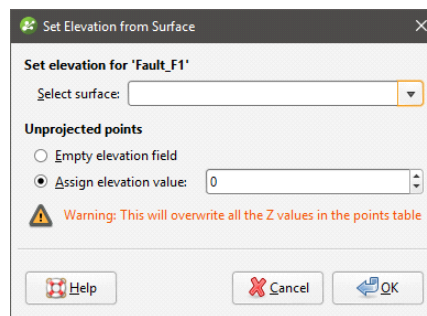 Set Elevation from Surface
Set elevation for 'Fault_F1'
Select surface:
Unprojected points
Empty elevation field
Assign elevation value: 0
Warning: This will overwrite all the Z values in the points table
Help Cancel OK